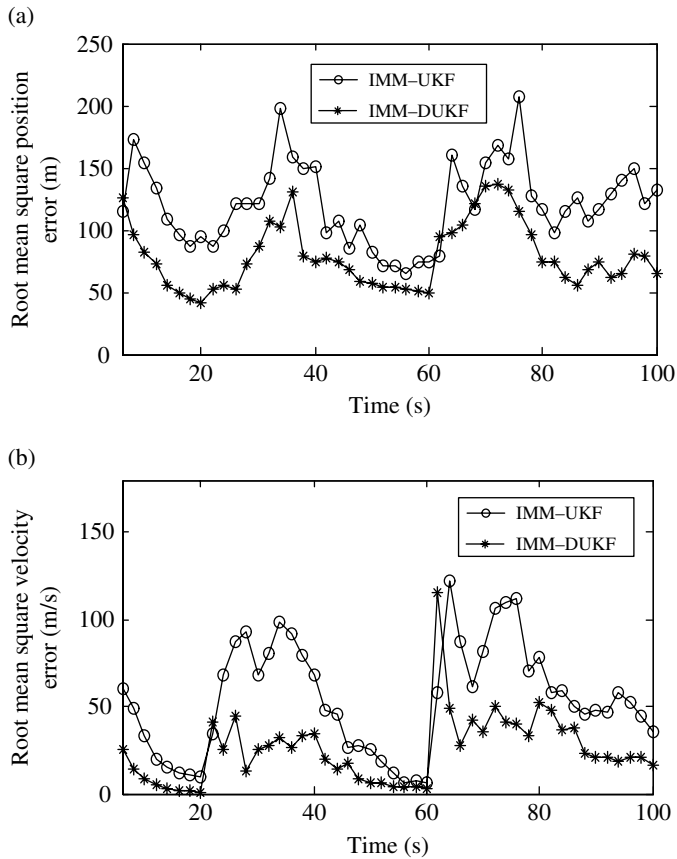 (a)
250
200
150
100
50
0
Root mean square position
error (m)
IMM–UKF
IMM–DUKF
20
40
60
80
100
Time (s)
(b)
150
100
50
0
Root mean square velocity
error (m/s)
IMM–UKF
IMM–DUKF
20
40
60
80
100
Time (s)